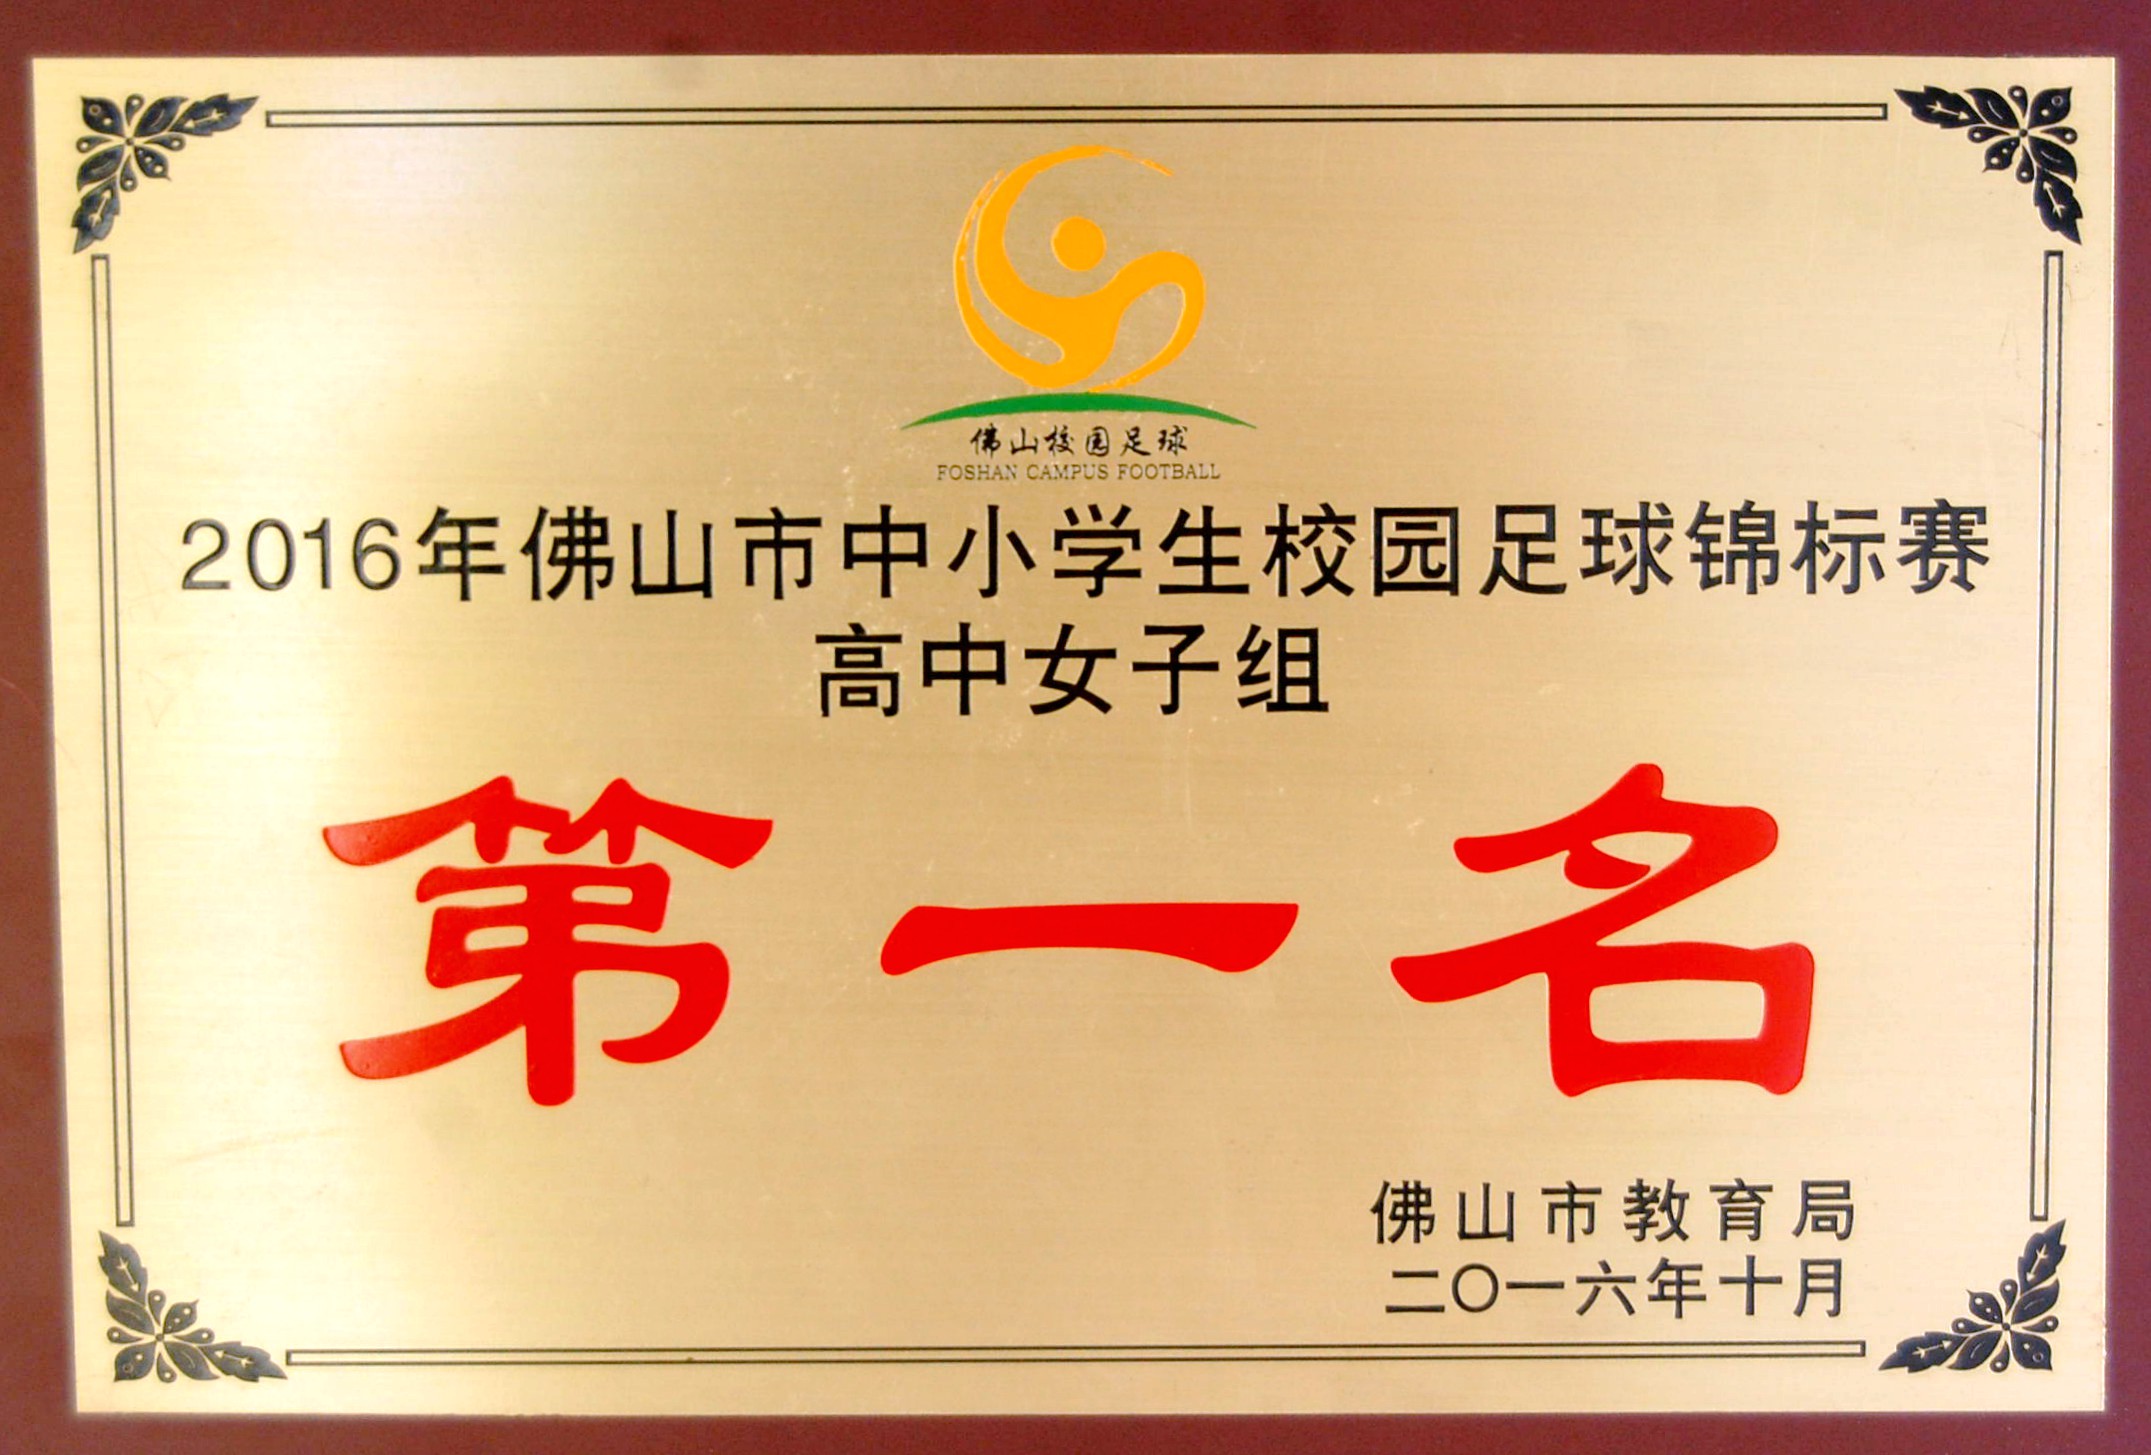 佛山校园足球
FOSHAN CAMPUS FOOTBALL
2016年佛山市中小学生校园足球锦标赛
高中女子组
第一名
佛山市教育局
二〇一六年十月